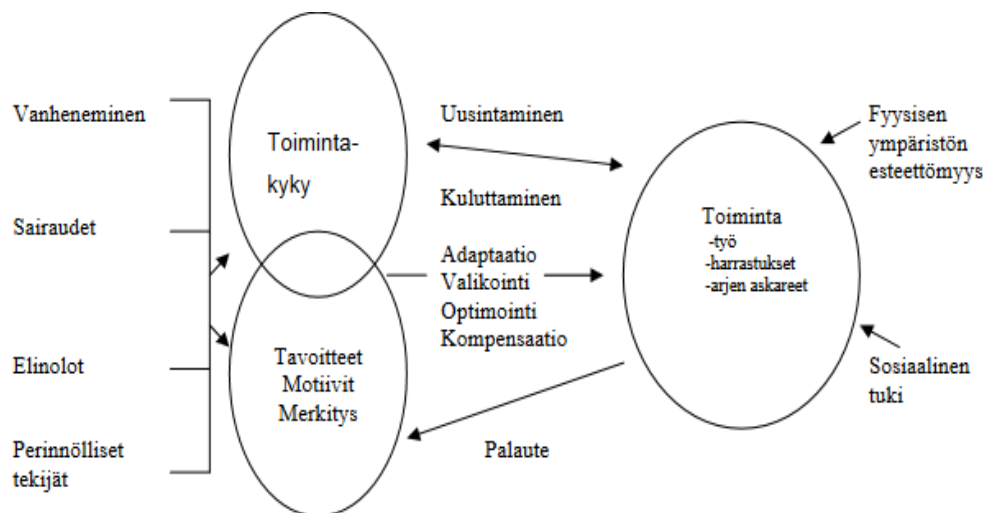 Vanheneminen
Sairaudet
Elinolot
Perinnölliset
tekijät
Toiminta-
kyky
Tavoitteet
Motiivit
Merkitys
Uusintaminen
Kuluttaminen
Adaptaatio
Valikointi
Optimointi
Kompensaatio
Palaute
Toiminta
-työ
-harrastukset
-arjen askareet
Fyysisen
ympäristön
esteettömyys
Sosiaalinen
tuki